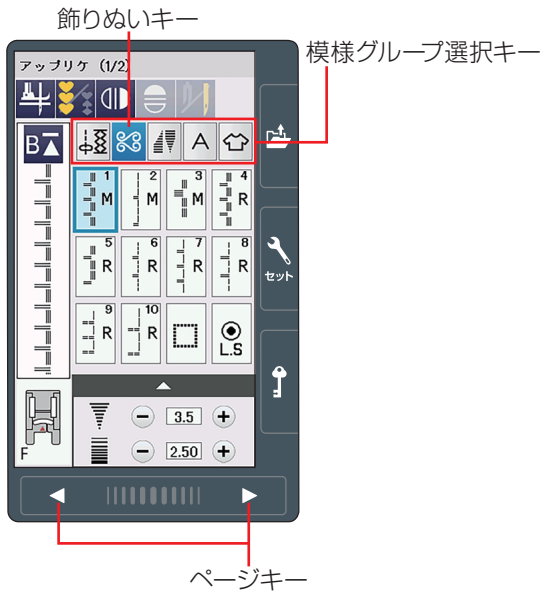 飾りぬいキー
模様グループ選択キー
アップリケ (1/2)
B
A
1 M
2 M
3 M
4 R
5 R
6 R
7 R
8 R
9 R
10 R
L.S
セット
3.5
F
2.50
ページキー